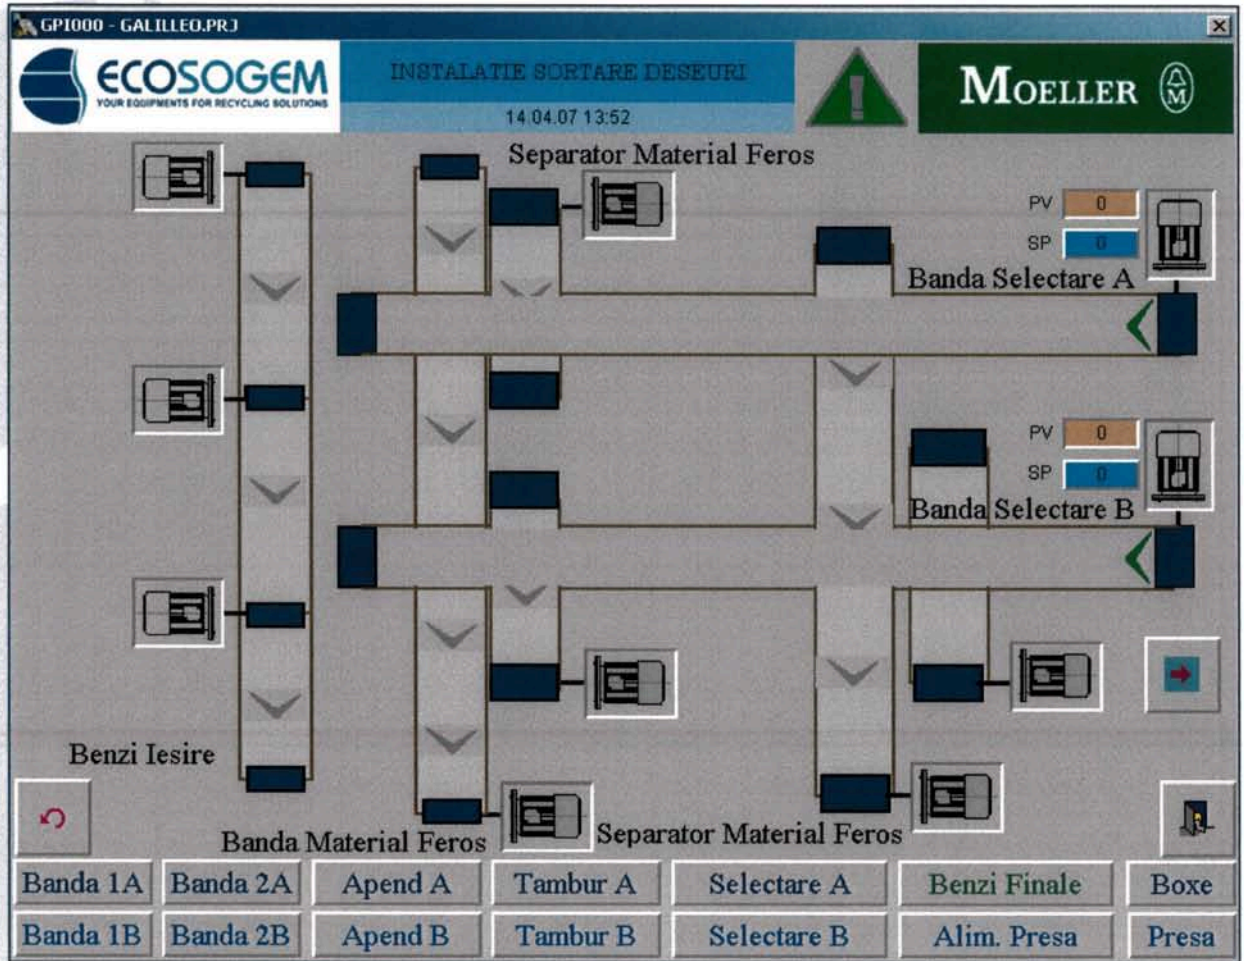 GPI000 - GALILLEO.PRJ
ECOSOGEM
YOUR EQUIPMENTS FOR RECYCLING SOLUTIONS
INSTALATIE SORTARE DESEURI
14.04.07 13:52
MOELLER
AM
Separator Material Feros
PV 0
SP 0
Banda Selectare A
PV 0
SP 0
Banda Selectare B
Benzi Iesire
Banda Material Feros
Separator Material Feros
Banda 1A Banda 2A Apend A Tambur A Selectare A Benzi Finale Boxe
Banda 1B Banda 2B Apend B Tambur B Selectare B Alim. Presa Presa